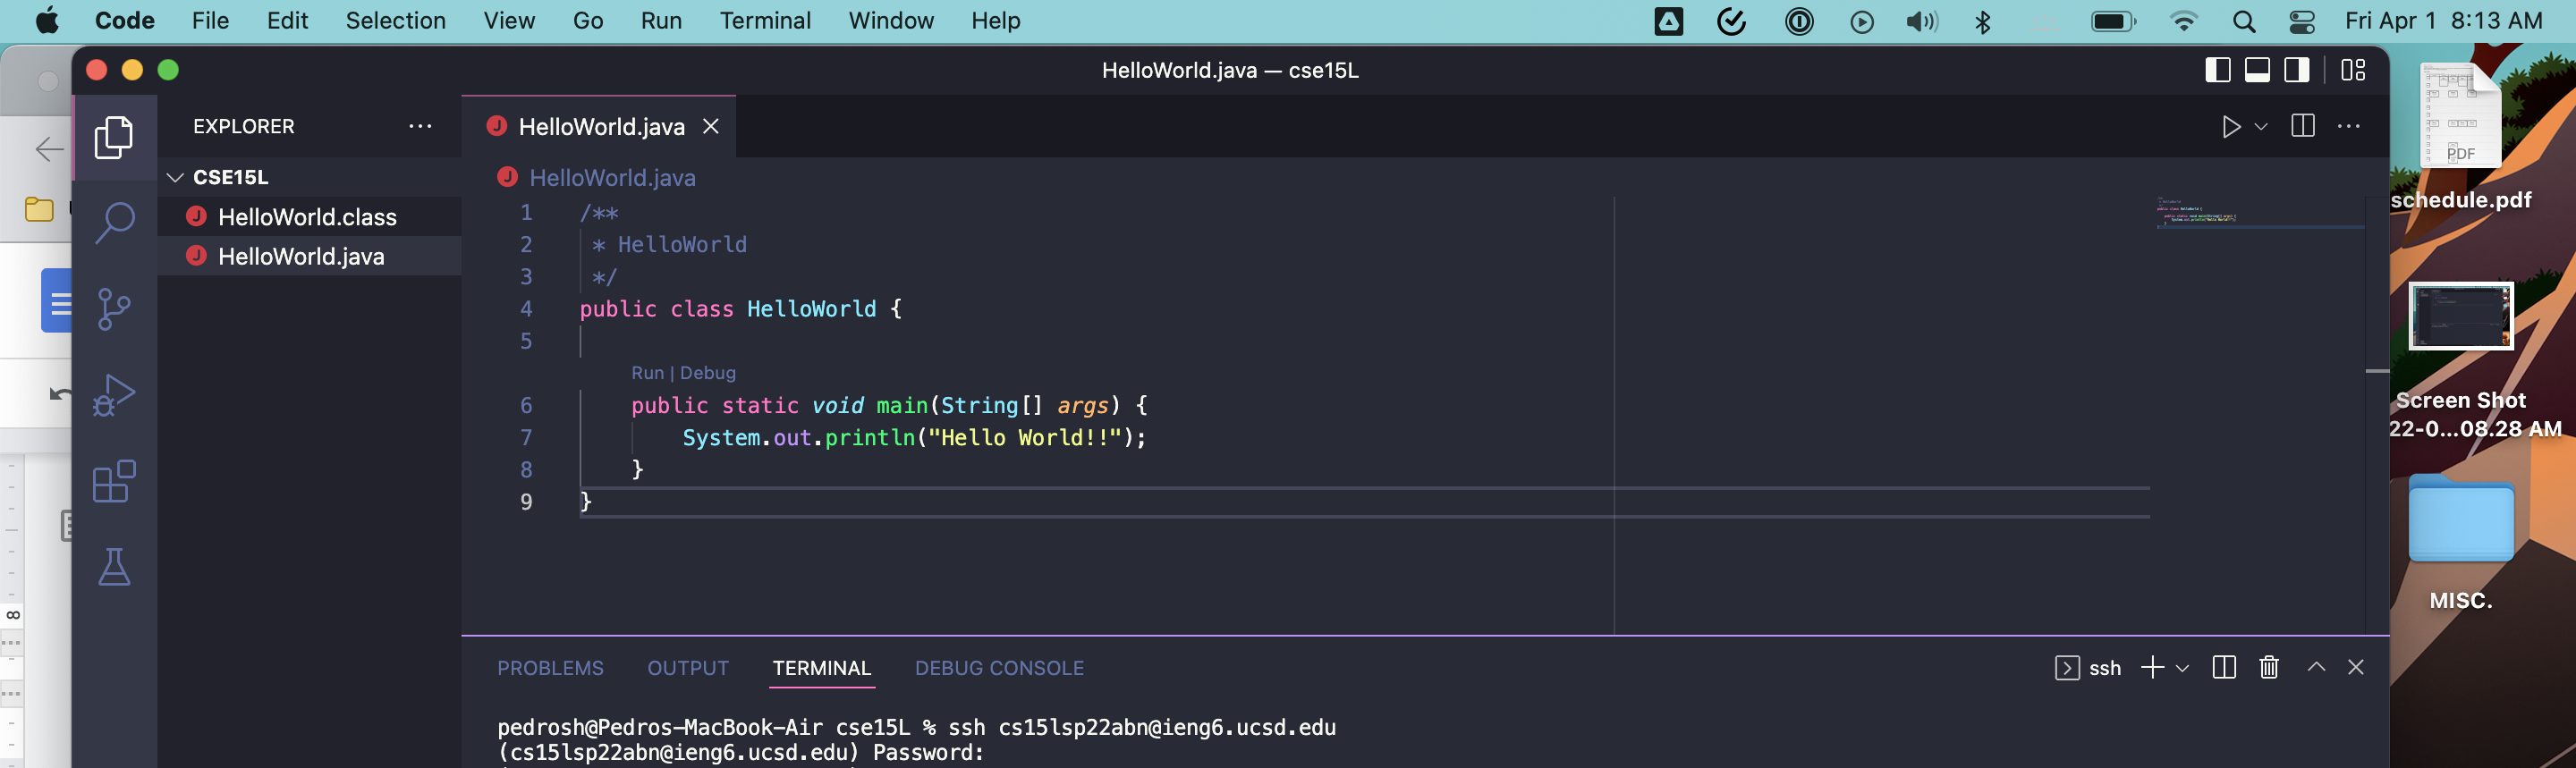 Code File Edit Selection View Go Run Terminal Window Help Fri Apr 1 8:13 AM
HelloWorld.java — cse15L
EXPLORER
HelloWorld.java
CSE15L
HelloWorld.class
HelloWorld.java
HelloWorld.java
1 /**
2 * HelloWorld
3 */
4 public class HelloWorld {
5
Run | Debug
6 public static void main(String[] args) {
7 System.out.println("Hello World!!");
8 }
9 }
PROBLEMS OUTPUT TERMINAL DEBUG CONSOLE
ssh
pedrosh@Pedros-MacBook-Air cse15L % ssh cs15lsp22abn@ieng6.ucsd.edu
(cs15lsp22abn@ieng6.ucsd.edu) Password:
PDF
schedule.pdf
Screen Shot
22-0...08.28 AM
MISC.
8